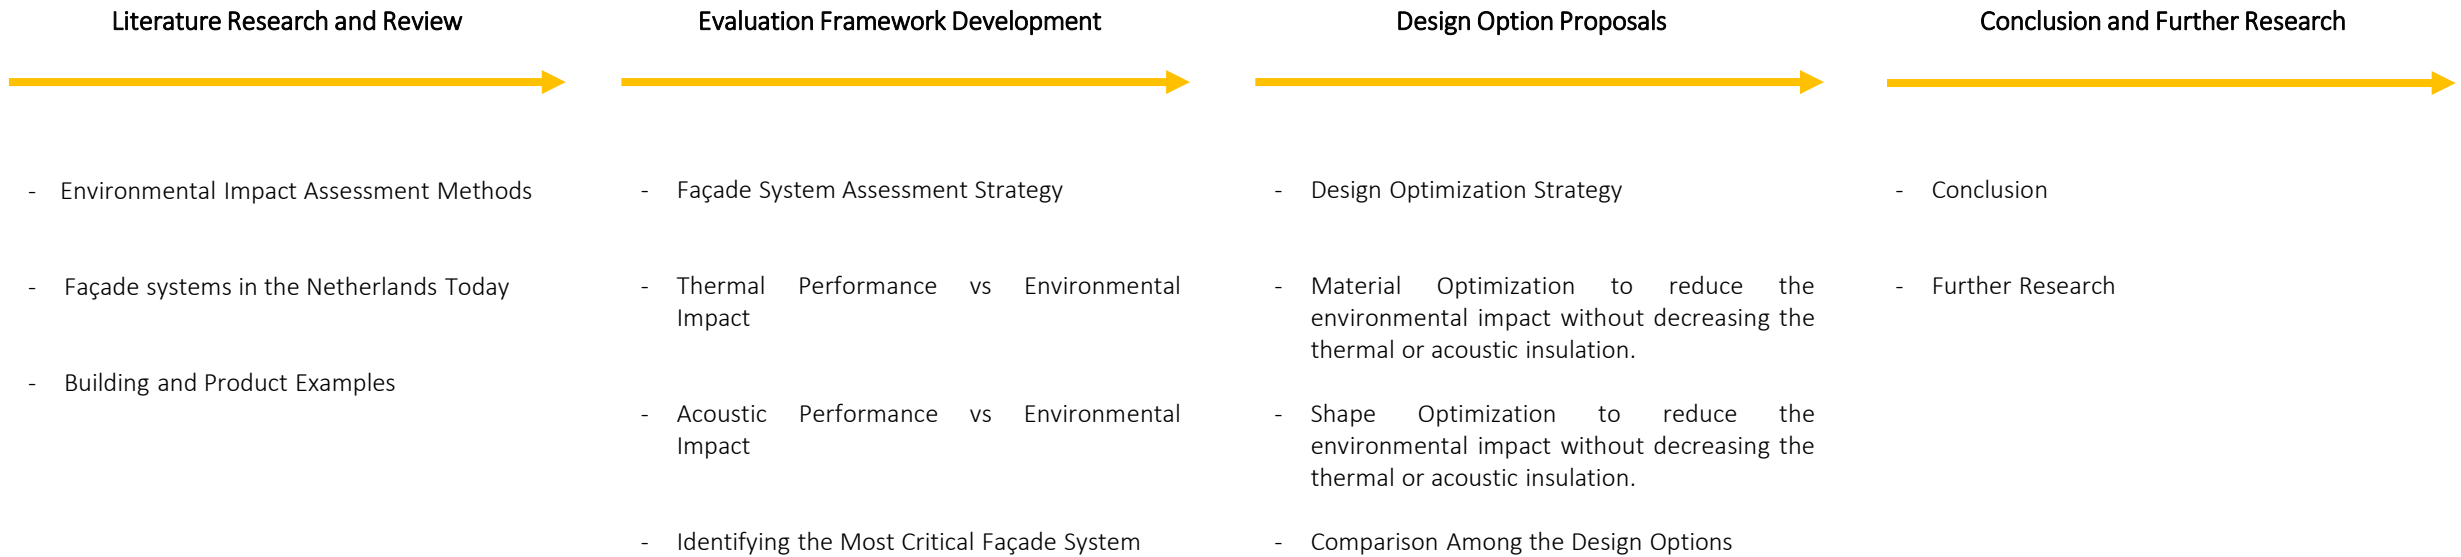 Literature Research and Review
- Environmental Impact Assessment Methods
- Façade systems in the Netherlands Today
- Building and Product Examples
Evaluation Framework Development
- Façade System Assessment Strategy
- Thermal Performance vs Environmental
Impact
- Acoustic Performance vs Environmental
Impact
- Identifying the Most Critical Façade System
Design Option Proposals
- Design Optimization Strategy
- Material Optimization to reduce the
environmental impact without decreasing the
thermal or acoustic insulation.
- Shape Optimization to reduce the
environmental impact without decreasing the
thermal or acoustic insulation.
- Comparison Among the Design Options
Conclusion and Further Research
- Conclusion
- Further Research